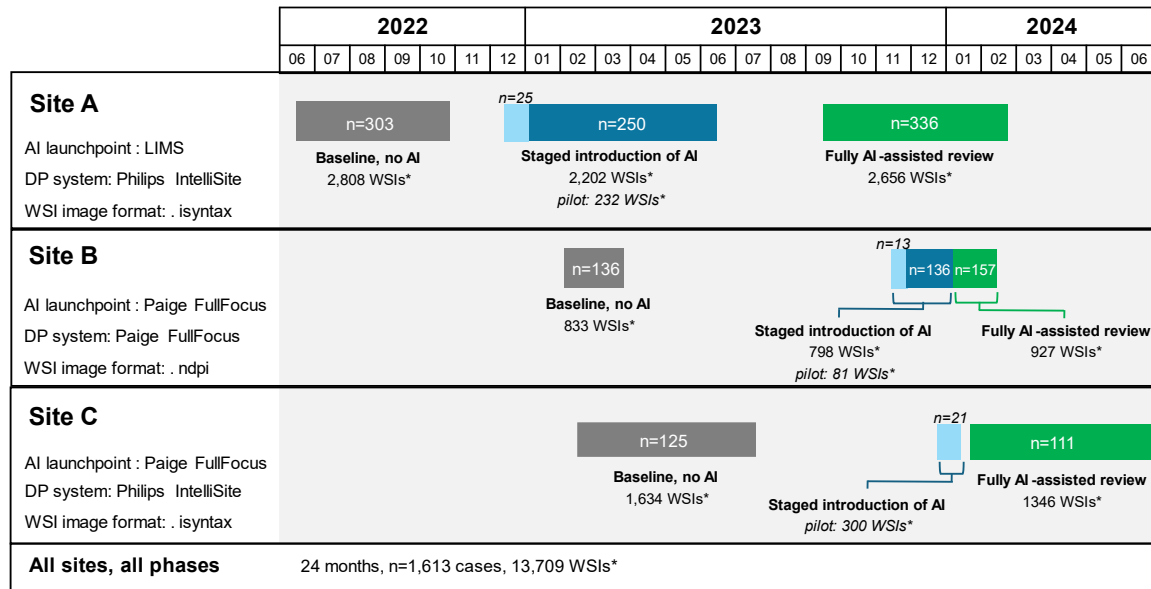 2022 2023 2024
06 07 08 09 10 11 12 01 02 03 04 05 06 07 09 10 11 12 01 02 03 04 05 06
Site A
AI launchpoint : LIMS
DP system: Philips IntelliSite
WSI image format: . isyntax
n=303
Baseline, no AI
2,808 WSIs*
n=25
n=250
Staged introduction of AI
2,202 WSIs*
pilot: 232 WSIs*
n=336
Fully AI-assisted review
2,656 WSIs*
Site B
AI launchpoint : Paige FullFocus
DP system: Paige FullFocus
WSI image format: . ndpi
n=136
Baseline, no AI
833 WSIs*
n=13
n=136
n=157
Staged introduction of AI
798 WSIs*
pilot: 81 WSIs*
Fully AI-assisted review
927 WSIs*
Site C
AI launchpoint : Paige FullFocus
DP system: Philips IntelliSite
WSI image format: . isyntax
n=125
Baseline, no AI
1,634 WSIs*
n=21
n=111
Staged introduction of AI
pilot: 300 WSIs*
Fully AI-assisted review
1346 WSIs*
All sites, all phases
24 months, n=1,613 cases, 13,709 WSIs*